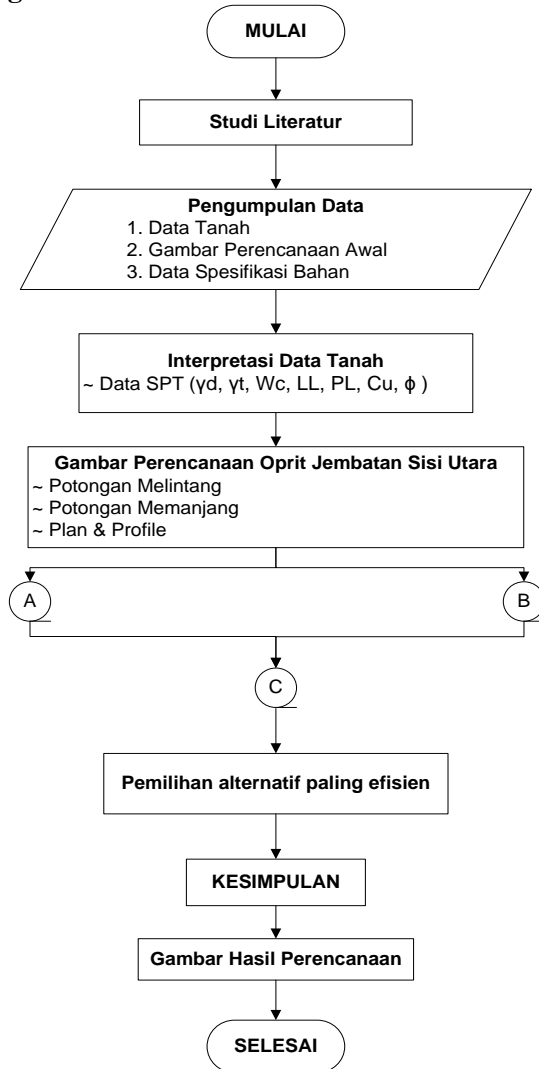 g
MULAI
Studi Literatur
Pengumpulan Data
1. Data Tanah
2. Gambar Perencanaan Awal
3. Data Spesifikasi Bahan
Interpretasi Data Tanah
~ Data SPT (γd, γt, Wc, LL, PL, Cu, ϕ )
Gambar Perencanaan Oprit Jembatan Sisi Utara
~ Potongan Melintang
~ Potongan Memanjang
~ Plan & Profile
A
B
C
Pemilihan alternatif paling efisien
KESIMPULAN
Gambar Hasil Perencanaan
SELESAI